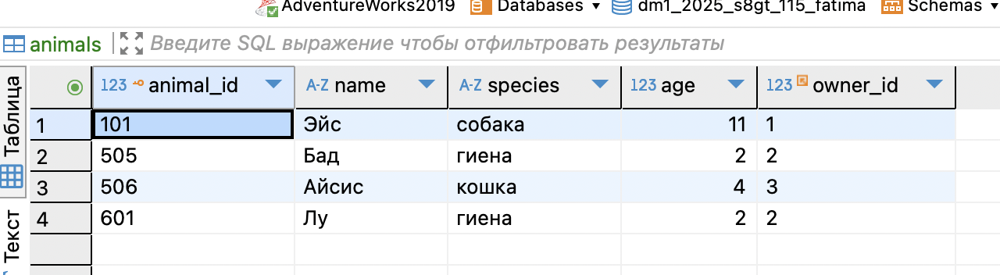 AdventureWorks2019 Databases dm1_2025_s8gt_115_fatima Schemas
animals Введите SQL выражение чтобы отфильтровать результаты
Таблица
Текст
123 animal_id A-Z name A-Z species 123 age 123 owner_id
1 101 Эйс собака 11 1
2 505 Бад гиена 2 2
3 506 Айсис кошка 4 3
4 601 Лу гиена 2 2